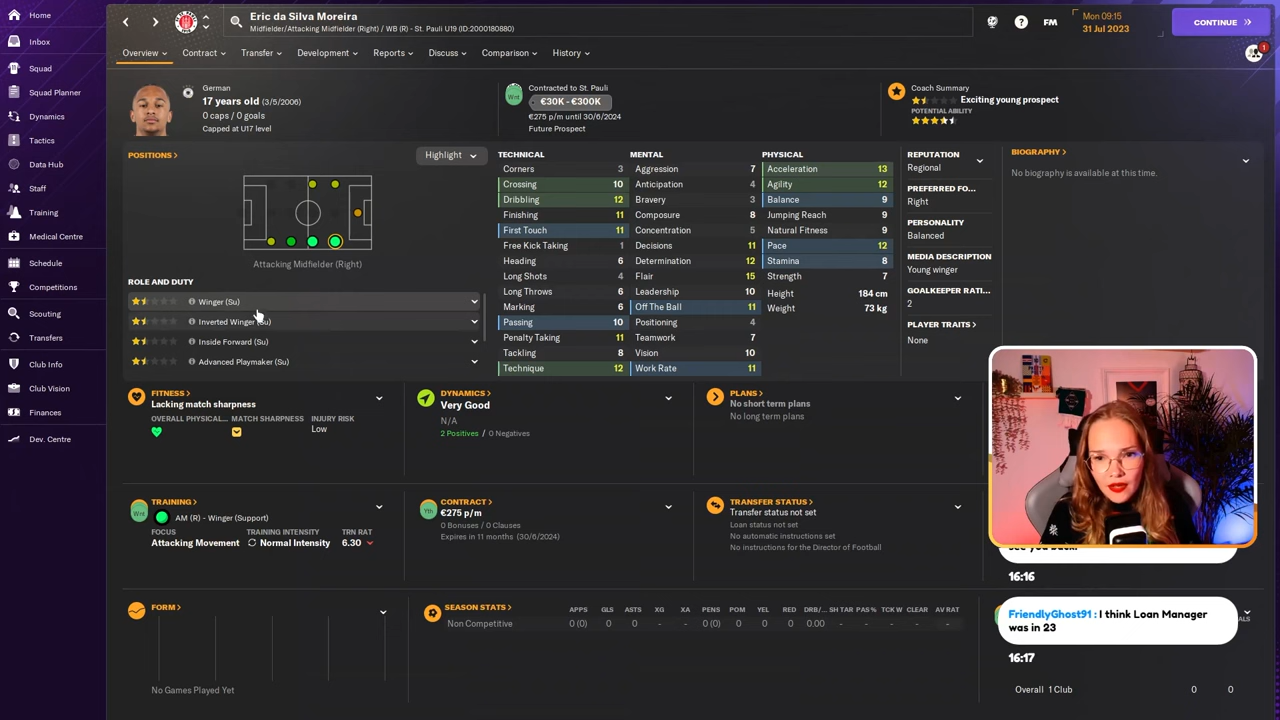 Home
Inbox
Squad
Squad Planner
Dynamics
Tactics
Data Hub
Staff
Training
Medical Centre
Schedule
Competitions
Scouting
Transfers
Club Info
Club Vision
Finances
Dev. Centre
Eric da Silva Moreira
Midfielder/Attacking Midfielder (Right) / WB (R) - St. Pauli U19 (ID:2000180880)
FM
Mon 09:15
31 Jul 2023
CONTINUE
1
Overview
Contract
Transfer
Development
Reports
Discuss
Comparison
History
German
17 years old (3/5/2006)
0 caps / 0 goals
Capped at U17 level
Wnt
Contracted to St. Pauli
€30K - €300K
€275 p/m until 30/6/2024
Future Prospect
Coach Summary
Exciting young prospect
POTENTIAL ABILITY
POSITIONS
Highlight
Attacking Midfielder (Right)
ROLE AND DUTY
Winger (Su)
Inverted Winger (Su)
Inside Forward (Su)
Advanced Playmaker (Su)
TECHNICAL
Corners 3
Crossing 10
Dribbling 12
Finishing 11
First Touch 11
Free Kick Taking 1
Heading 6
Long Shots 4
Long Throws 6
Marking 6
Passing 10
Penalty Taking 11
Tackling 8
Technique 12
MENTAL
Aggression 7
Anticipation 4
Bravery 3
Composure 8
Concentration 5
Decisions 11
Determination 12
Flair 15
Leadership 10
Off The Ball 11
Positioning 4
Teamwork 7
Vision 10
Work Rate 11
PHYSICAL
Acceleration 13
Agility 12
Balance 9
Jumping Reach 9
Natural Fitness 9
Pace 12
Stamina 8
Strength 7
Height 184 cm
Weight 73 kg
REPUTATION
Regional
PREFERRED FO...
Right
PERSONALITY
Balanced
MEDIA DESCRIPTION
Young winger
GOALKEEPER RATI...
2
PLAYER TRAITS
None
BIOGRAPHY
No biography is available at this time.
FITNESS
Lacking match sharpness
OVERALL PHYSICAL... MATCH SHARPNESS INJURY RISK
Low
DYNAMICS
Very Good
N/A
2 Positives / 0 Negatives
PLANS
No short term plans
No long term plans
TRAINING
Wnt
AM (R) - Winger (Support)
FOCUS TRAINING INTENSITY TRN RAT
Attacking Movement Normal Intensity 6.30
CONTRACT
Yth
€275 p/m
0 Bonuses / 0 Clauses
Expires in 11 months (30/6/2024)
TRANSFER STATUS
Transfer status not set
Loan status not set
No automatic instructions set
No instructions for the Director of Football
FORM
No Games Played Yet
SEASON STATS
APPS GLS ASTS XG XA PENS POM YEL RED DRB/... SH TAR PAS % TCK W CLEAR AV RAT
Non Competitive 0 (0) 0 0 - - 0 (0) 0 0 0 0.00 - - - - -
see you back!
16:16
FriendlyGhost91 : I think Loan Manager
was in 23
16:17
ALS
Overall 1 Club 0 0